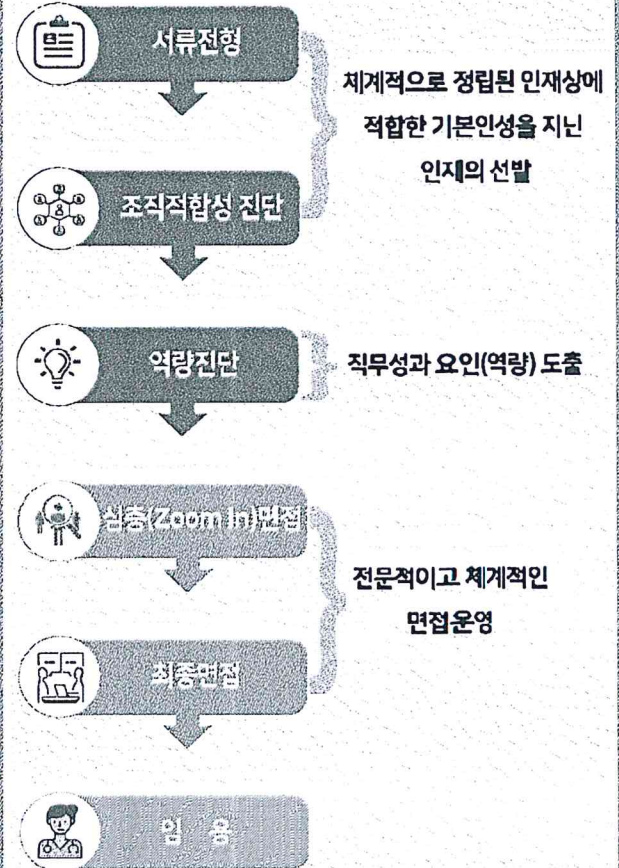 서류전형
체계적으로 정립된 인재상에
적합한 기본인성을 지닌
인재의 선발
조직적합성 진단
역량진단
직무성과 요인(역량) 도출
심층(Zoom In)면접
전문적이고 체계적인
면접운영
최종면접
임 용